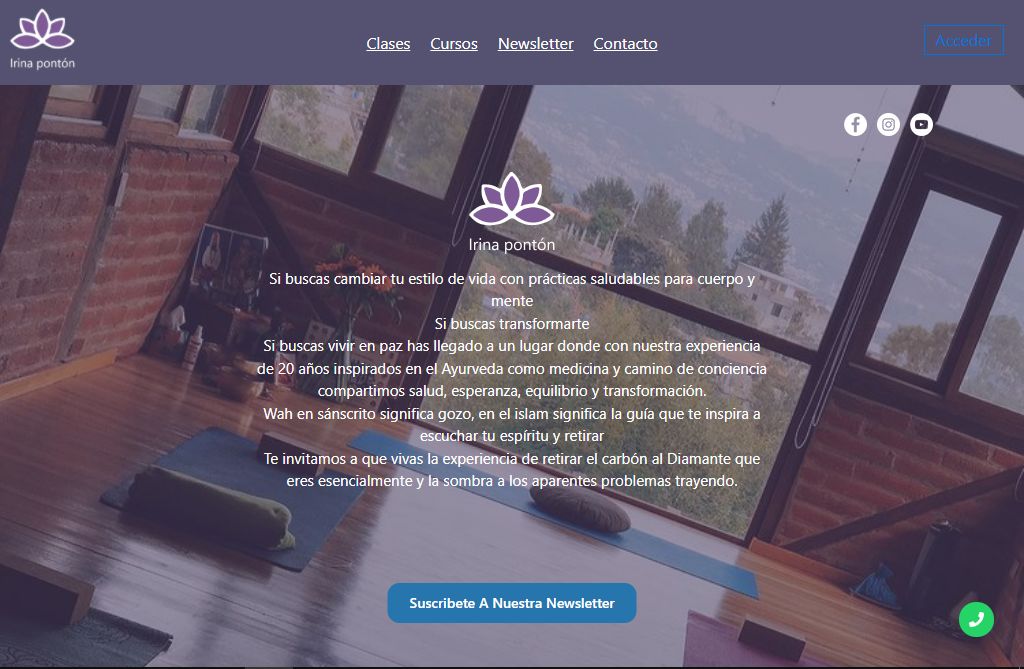 Irina pontón
Clases Cursos Newsletter Contacto
Acceder
Irina pontón
Si buscas cambiar tu estilo de vida con prácticas saludables para cuerpo y
mente
Si buscas transformarte
Si buscas vivir en paz has llegado a un lugar donde con nuestra experiencia
de 20 años inspirados en el Ayurveda como medicina y camino de conciencia
compartimos salud, esperanza, equilibrio y transformación.
Wah en sánscrito significa gozo, en el islam significa la guía que te inspira a
escuchar tu espíritu y retirar
Te invitamos a que vivas la experiencia de retirar el carbón al Diamante que
eres esencialmente y la sombra a los aparentes problemas trayendo.
Suscribete A Nuestra Newsletter